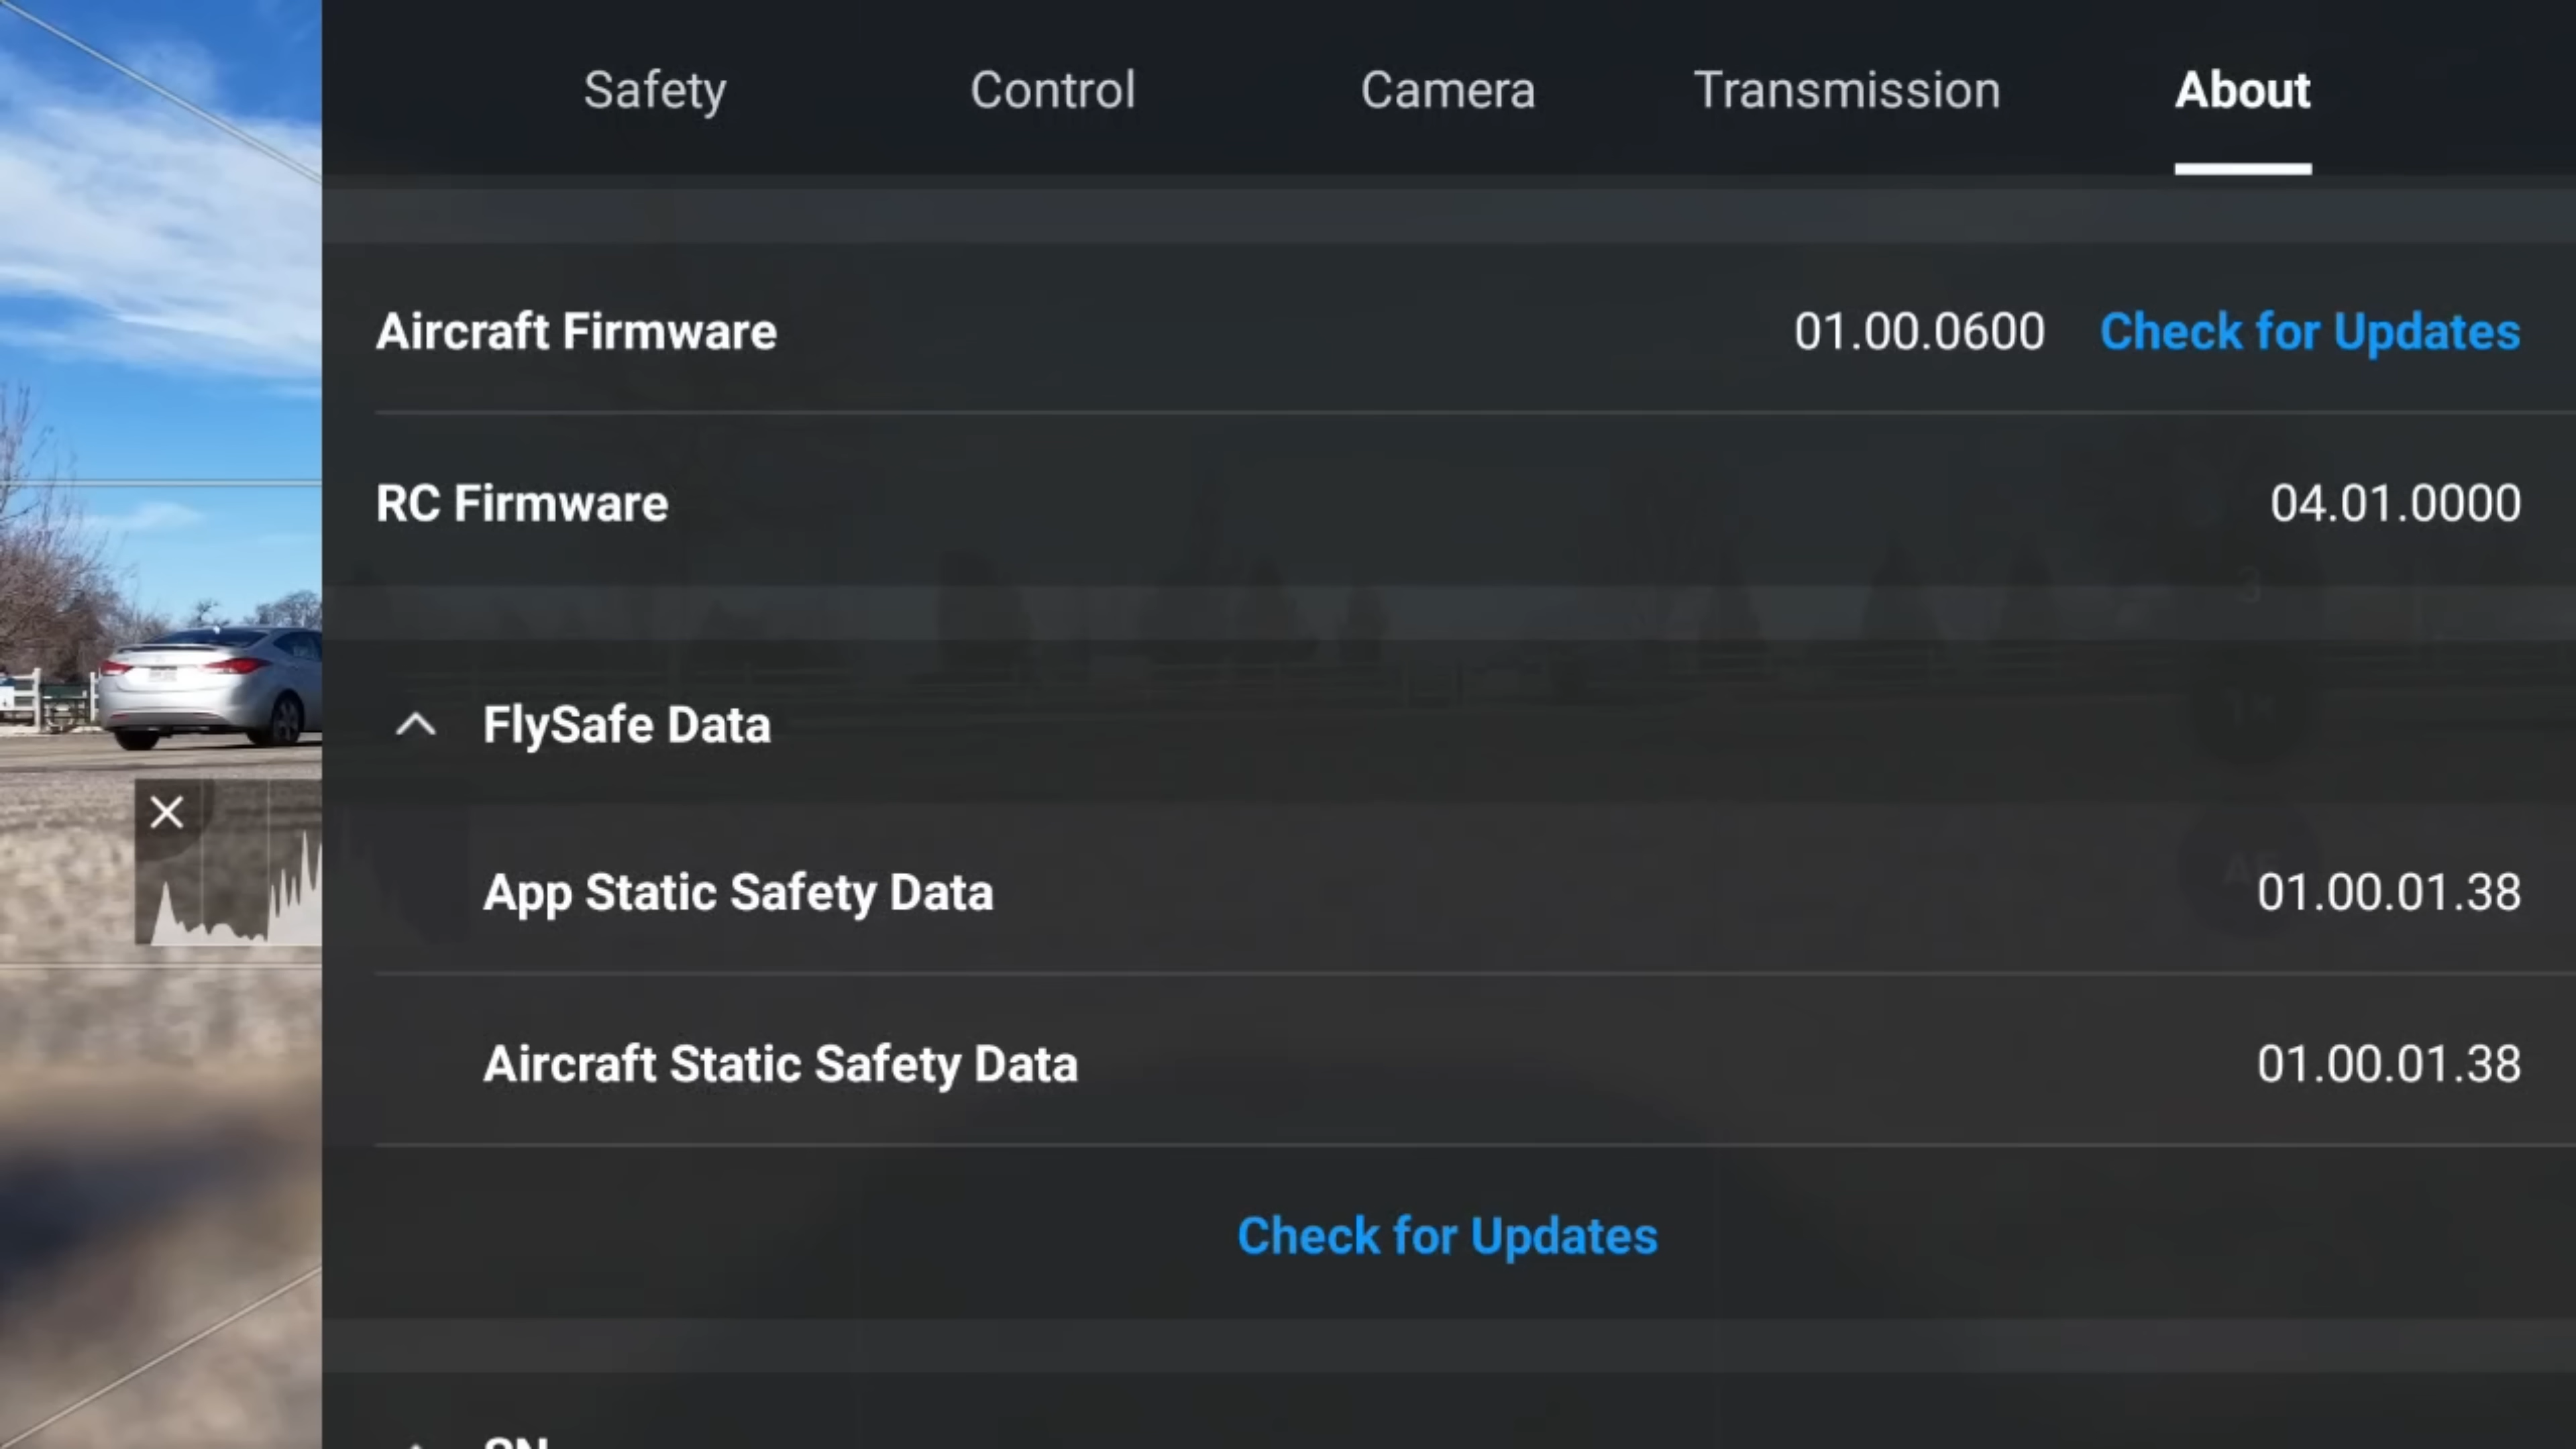 Safety Control Camera Transmission About
Aircraft Firmware 01.00.0600 Check for Updates
RC Firmware 04.01.0000
FlySafe Data
App Static Safety Data 01.00.01.38
Aircraft Static Safety Data 01.00.01.38
Check for Updates
SN